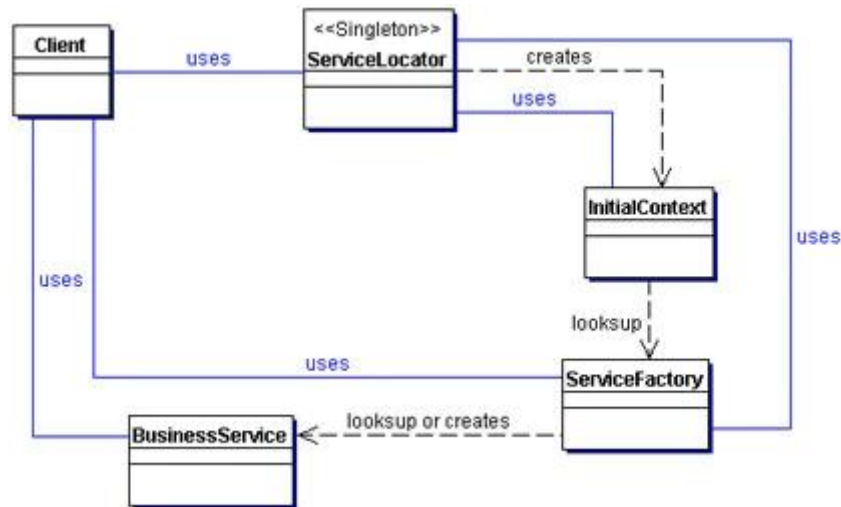 Client
uses
<<Singleton>>
ServiceLocator
creates
uses
InitialContext
uses
uses
looksup
uses
ServiceFactory
looksup or creates
BusinessService